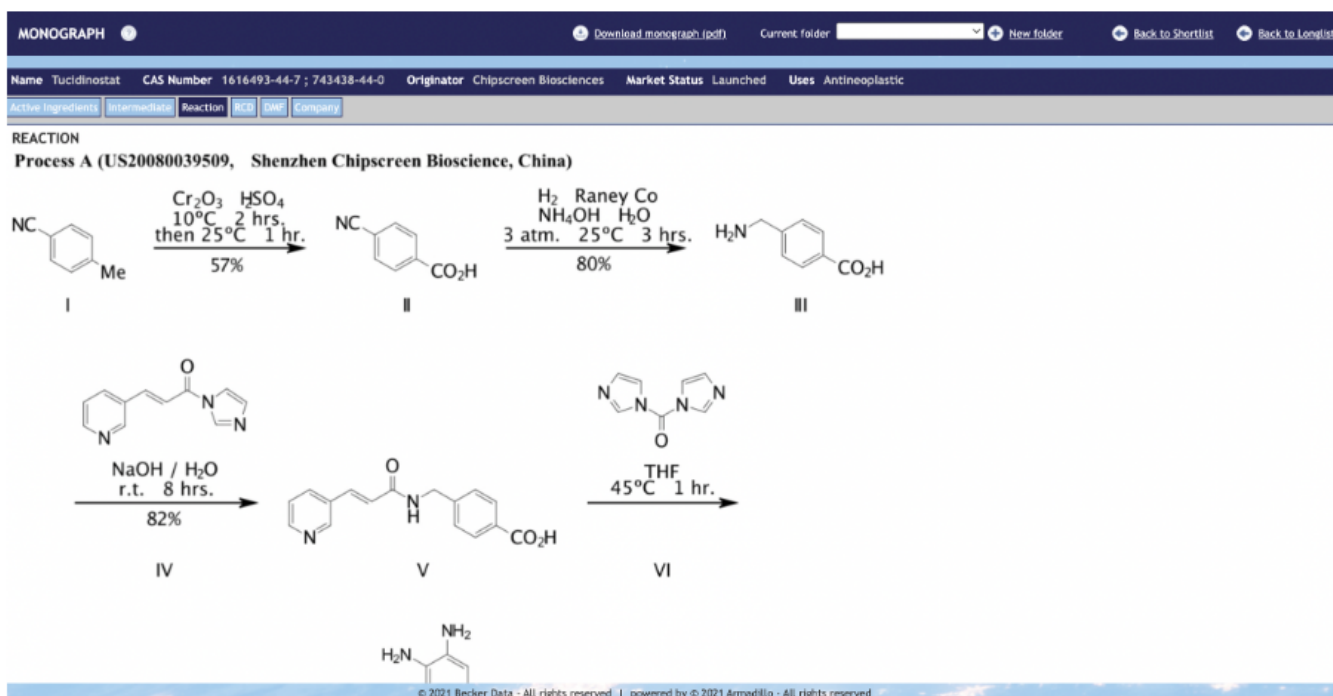 MONOGRAPH ?
Download monograph (pdf) Current folder New folder Back to Shortlist Back to Longlist
Name Tucidinostat CAS Number 1616493-44-7 ; 743438-44-0 Originator Chipscreen Biosciences Market Status Launched Uses Antineoplastic
Active Ingredients Intermediate Reaction RCD DMF Company
REACTION
Process A (US20080039509, Shenzhen Chipscreen Bioscience, China)
NC
Me
I
Cr₂O₃ H₂SO₄
10°C 2 hrs.
then 25°C 1 hr.
57%
NC
CO₂H
II
H₂ Raney Co
NH₄OH H₂O
3 atm. 25°C 3 hrs.
80%
H₂N
CO₂H
III
O
N
N
N
NaOH / H₂O
r.t. 8 hrs.
82%
IV
O
N
H
N
CO₂H
V
N
N
N
N
O
THF
45°C 1 hr.
VI
NH₂
H₂N
© 2021 Becker Data - All rights reserved | powered by © 2021 Armadillo - All rights reserved